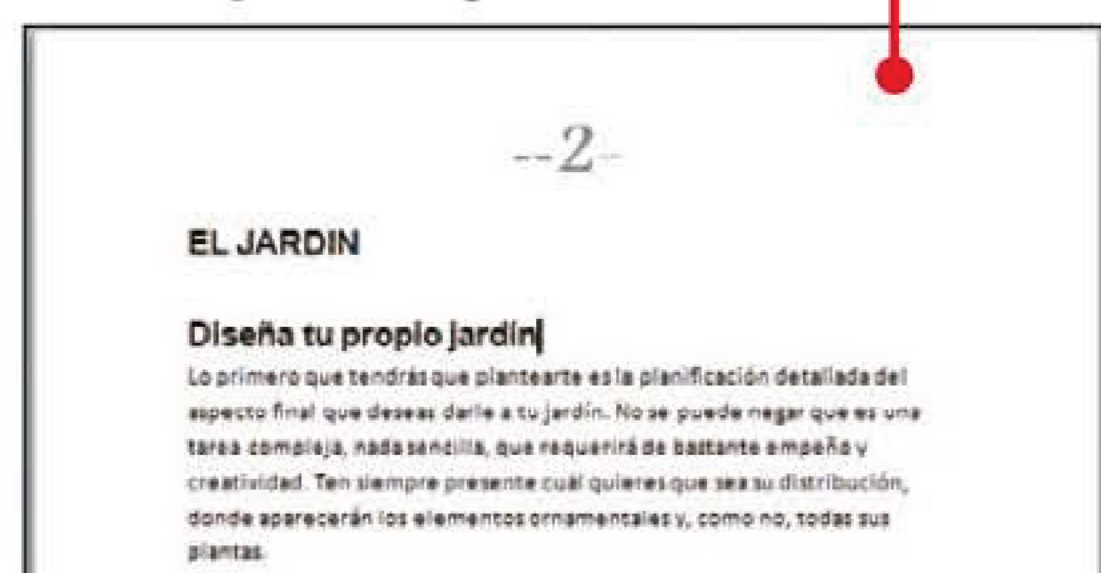 --2-
EL JARDIN
Diseña tu propio jardín
Lo primero que tendrás que plantearte es la planificación detallada del
aspecto final que deseas darle a tu jardín. No se puede negar que es una
tarea compleja, nada sencilla, que requerirá de bastante empeño y
creatividad. Ten siempre presente cuál quieres que sea su distribución,
donde aparecerán los elementos ornamentales y, como no, todas sus
plantas.